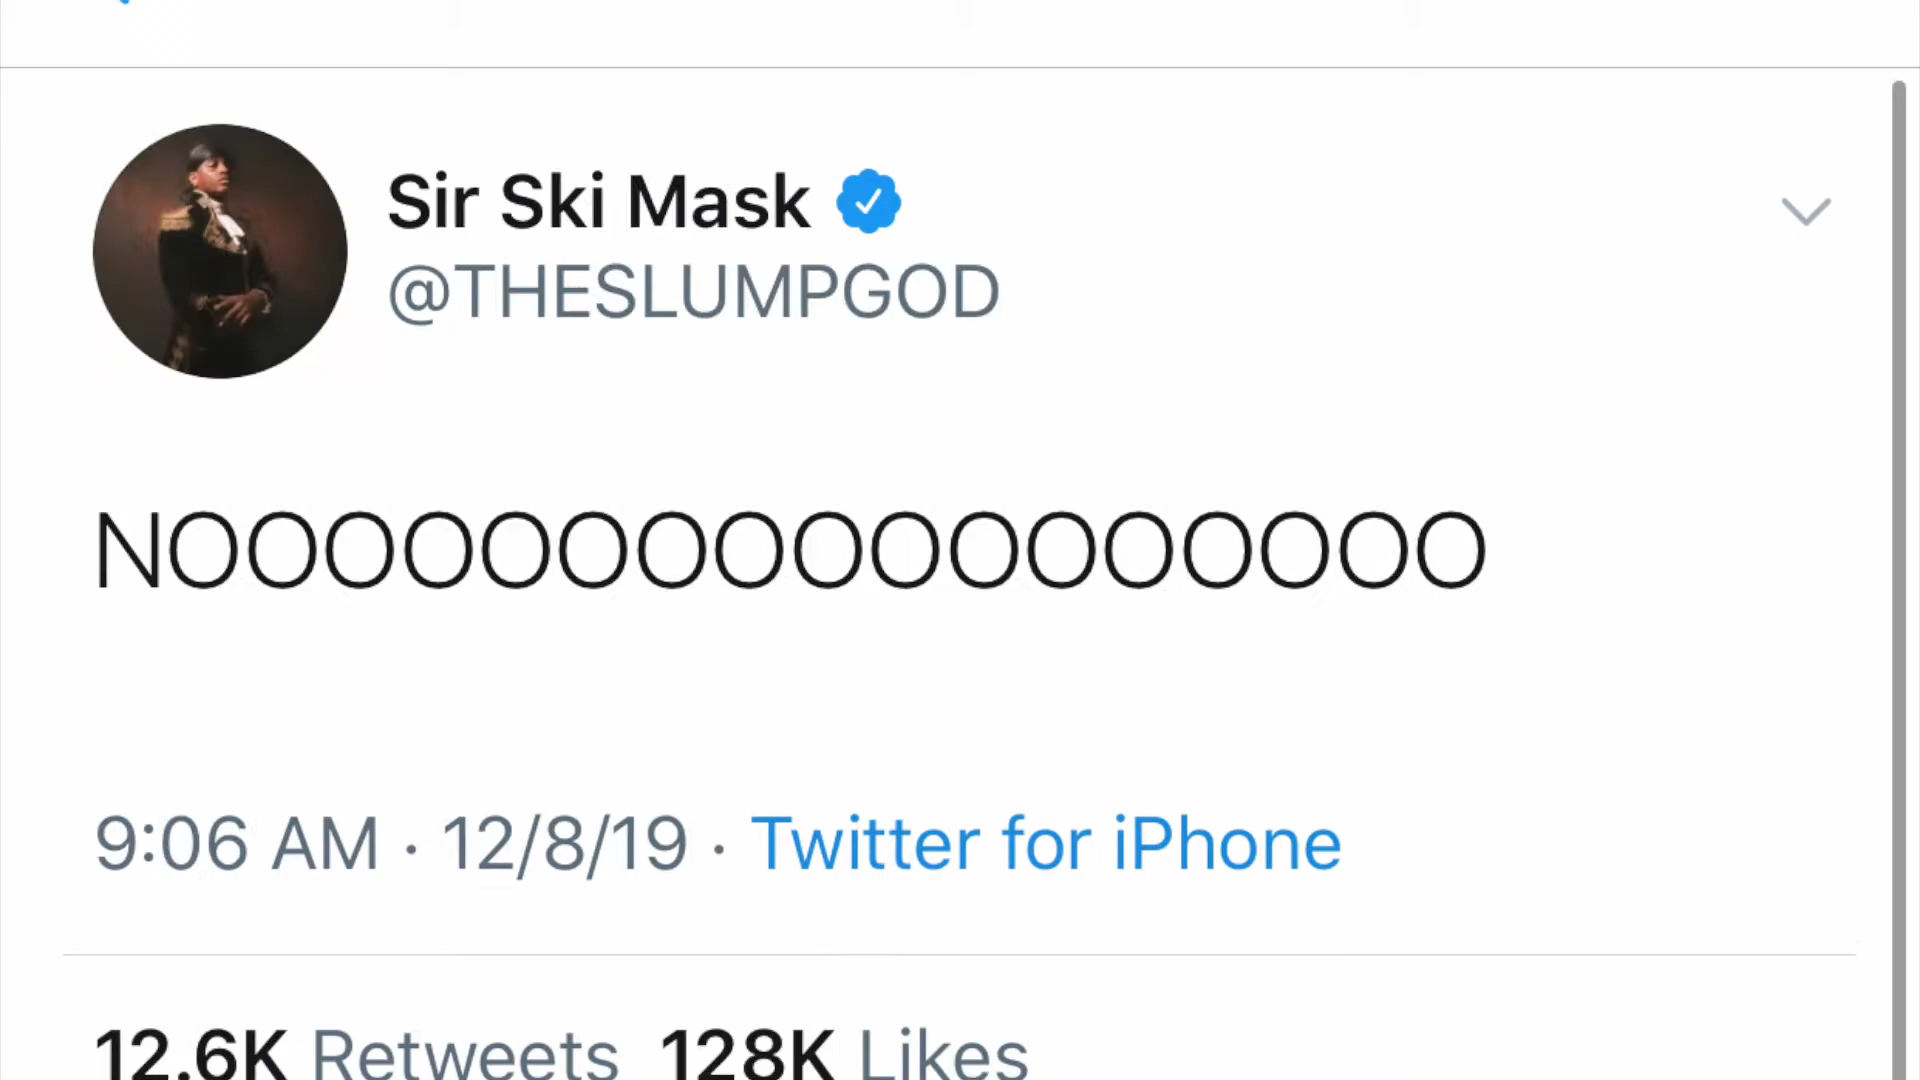 Sir Ski Mask
@THESLUMPGOD
NOOOOOOOOOOOOOOOOO
9:06 AM · 12/8/19 · Twitter for iPhone
12.6K Retweets 128K Likes